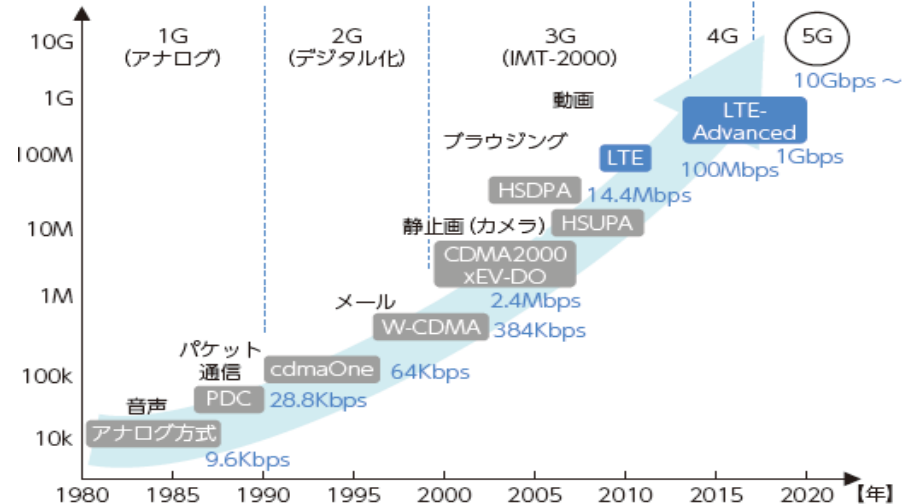 1G
(アナログ)
2G
(デジタル化)
3G
(IMT-2000)
4G
5G
10G
1G
100M
10M
1M
100k
10k
10Gbps ～
動画
LTE-
Advanced
ブラウジング
LTE
1Gbps
100Mbps
HSDPA
14.4Mbps
静止画(カメラ)
HSUPA
CDMA2000
xEV-DO
2.4Mbps
メール
W-CDMA
384Kbps
パケット
通信
cdmaOne
64Kbps
PDC
28.8Kbps
音声
アナログ方式
9.6Kbps
1980 1985 1990 1995 2000 2005 2010 2015 2020 【年】